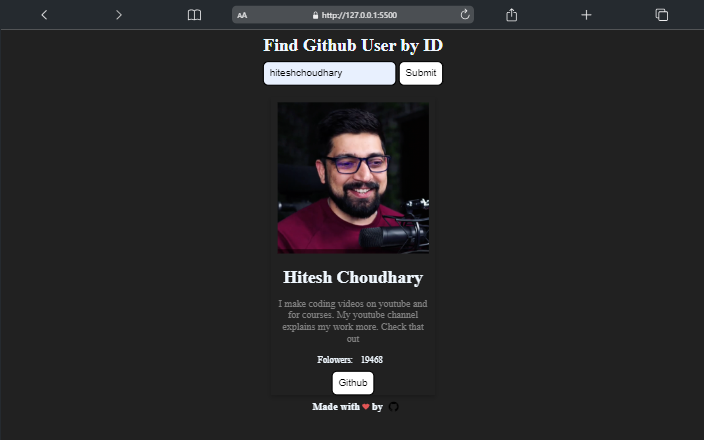 AA
http://127.0.0.1:5500
Find Github User by ID
hiteshchoudhary
Submit
Hitesh Choudhary
I make coding videos on youtube and
for courses. My youtube channel
explains my work more. Check that
out
Folowers: 19468
Github
Made with ❤ by